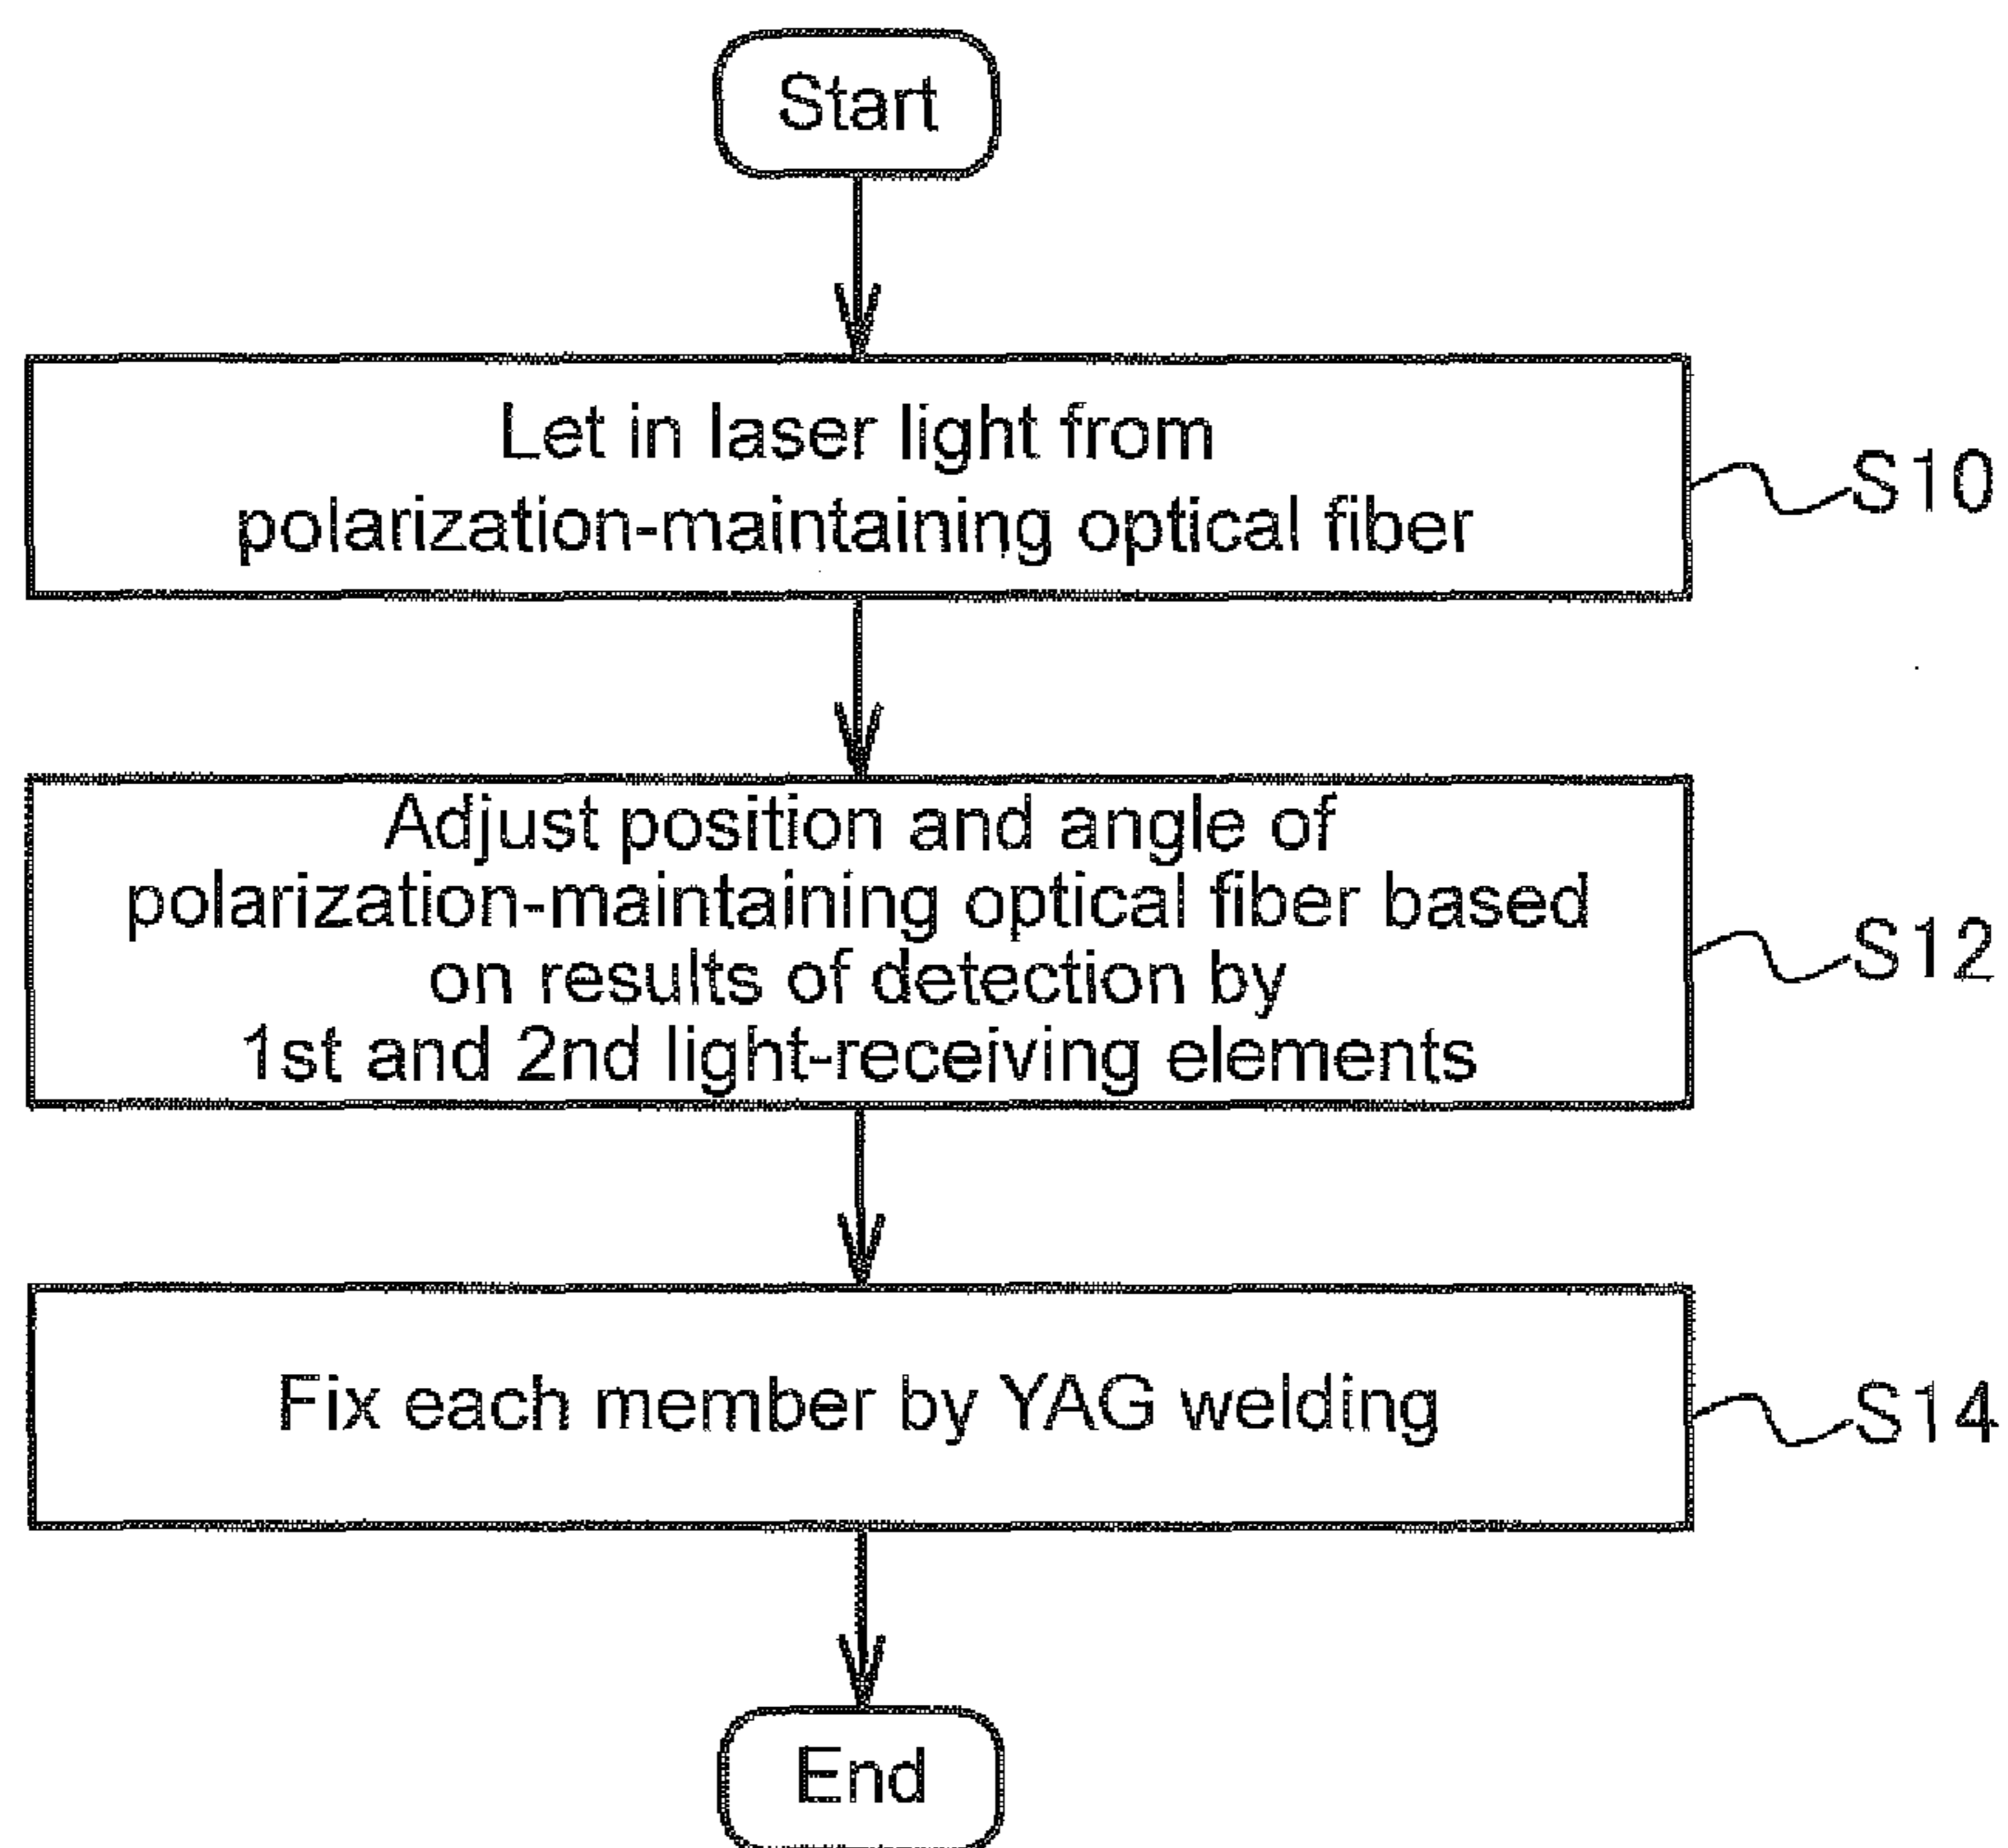 Start
Let in laser light from
polarization-maintaining optical fiber
S10
Adjust position and angle of
polarization-maintaining optical fiber based
on results of detection by
1st and 2nd light-receiving elements
S12
Fix each member by YAG welding
S14
End